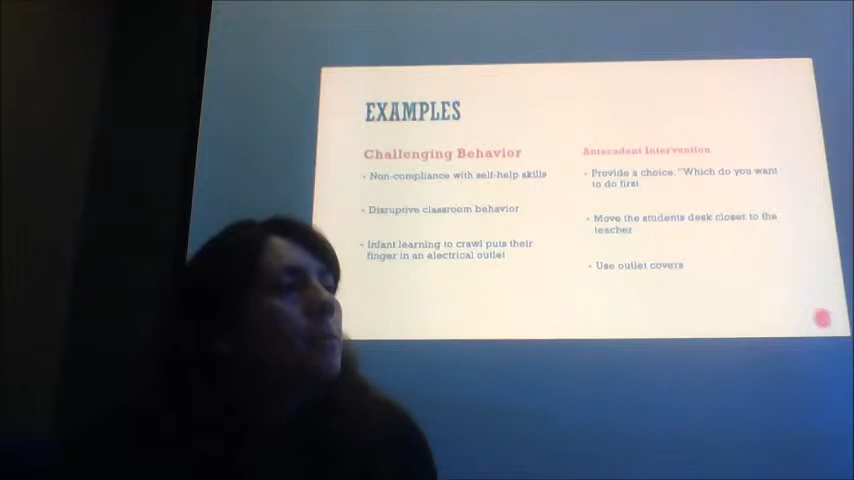 EXAMPLES
Challenging Behavior
- Non-compliance with self-help skills
- Disruptive classroom behavior
- Infant learning to crawl puts their
finger in an electrical outlet
Antecedent Intervention
- Provide a choice. "Which do you want
to do first
- Move the students desk closer to the
teacher
- Use outlet covers